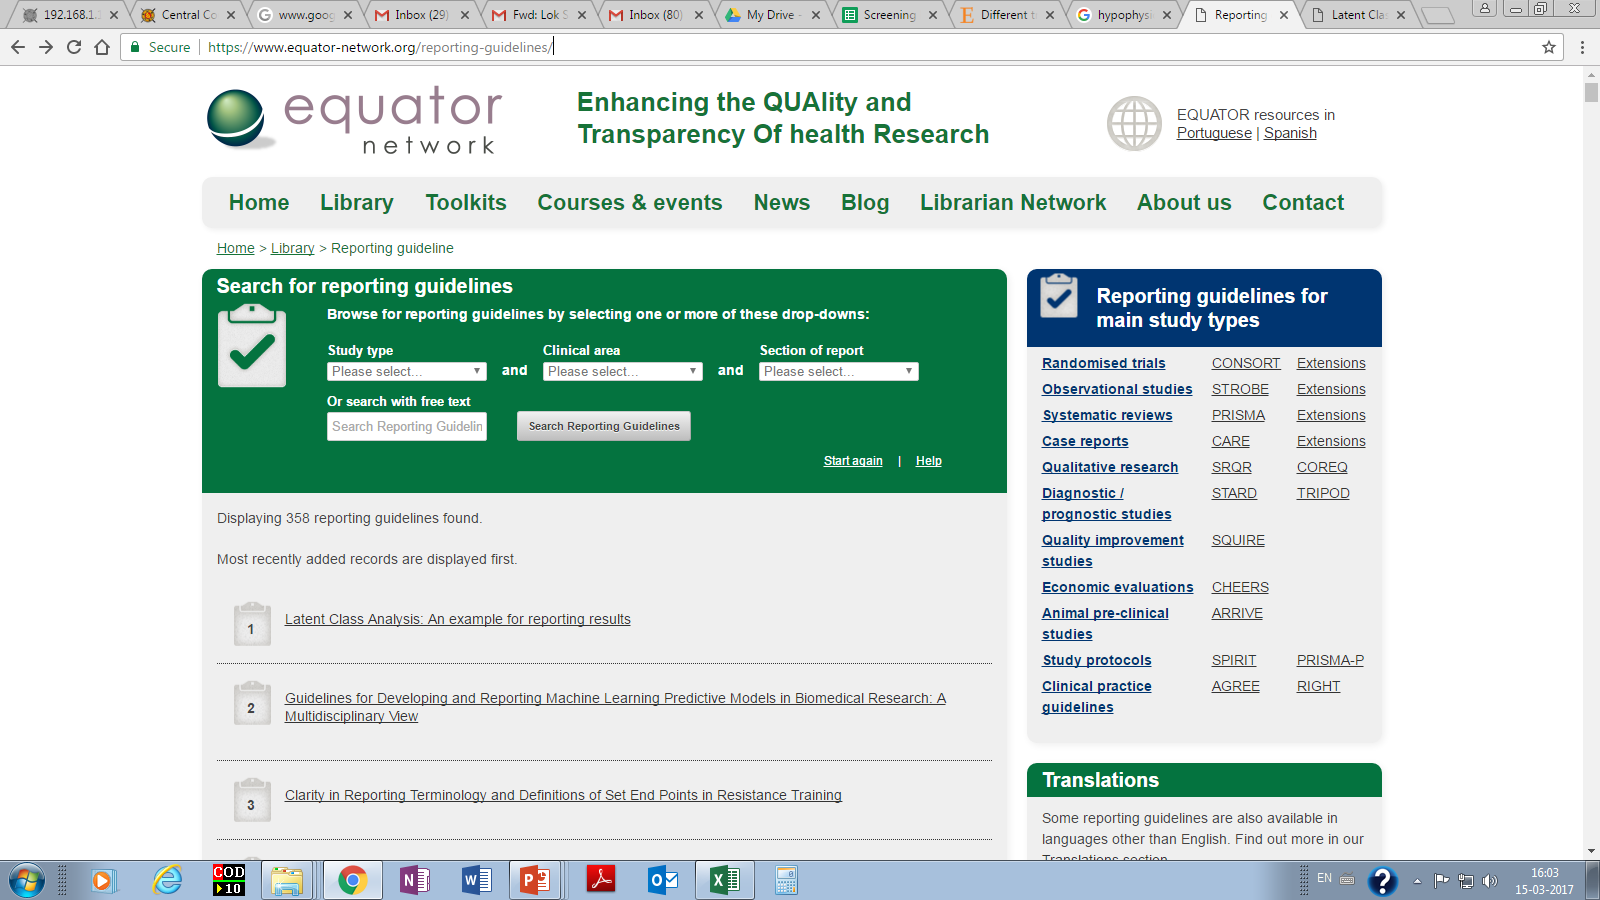 192.168.1.
Central Co
www.goog
Inbox (29)
Fwd: Lok S
Inbox (80)
My Drive -
Screening
Different t
hypophysi
Reporting
Latent Clas
Secure
https://www.equator-network.org/reporting-guidelines/
equator
network
Enhancing the QUAlity and
Transparency Of health Research
EQUATOR resources in
Portuguese | Spanish
Home Library Toolkits Courses & events News Blog Librarian Network About us Contact
Home > Library > Reporting guideline
Search for reporting guidelines
Browse for reporting guidelines by selecting one or more of these drop-downs:
Study type
Clinical area
Section of report
Please select... and Please select... and Please select...
Or search with free text
Search Reporting Guidelin
Search Reporting Guidelines
Start again | Help
Displaying 358 reporting guidelines found.
Most recently added records are displayed first.
1
Latent Class Analysis: An example for reporting results
2
Guidelines for Developing and Reporting Machine Learning Predictive Models in Biomedical Research: A
Multidisciplinary View
3
Clarity in Reporting Terminology and Definitions of Set End Points in Resistance Training
Reporting guidelines for
main study types
Randomised trials CONSORT Extensions
Observational studies STROBE Extensions
Systematic reviews PRISMA Extensions
Case reports CARE Extensions
Qualitative research SRQR COREQ
Diagnostic / STARD TRIPOD
prognostic studies
Quality improvement SQUIRE
studies
Economic evaluations CHEERS
Animal pre-clinical ARRIVE
studies
Study protocols SPIRIT PRISMA-P
Clinical practice AGREE RIGHT
guidelines
Translations
Some reporting guidelines are also available in
languages other than English. Find out more in our
Translations section
COD
10
EN
16:03
15-03-2017